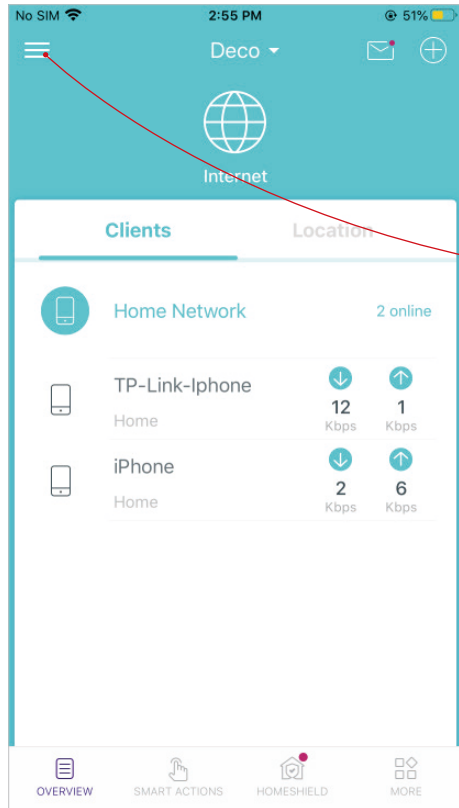 No SIM 2:55 PM 51%
Deco
Internet
Clients Location
Home Network 2 online
TP-Link-Iphone
12 1
Home Kbps Kbps
iPhone
2 6
Home Kbps Kbps
OVERVIEW SMART ACTIONS HOMESHIELD MORE